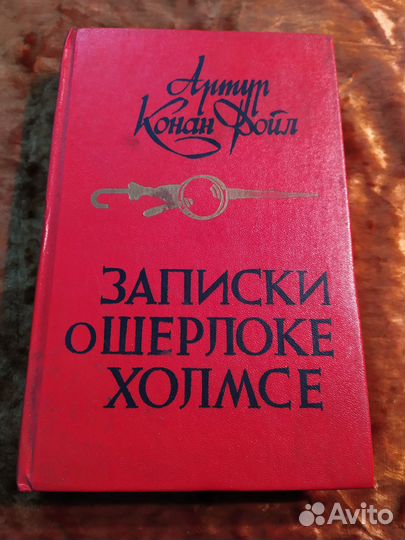 Артур
Конан Дойл
ЗАПИСКИ
О ШЕРЛОКЕ
ХОЛМСЕ
Avito